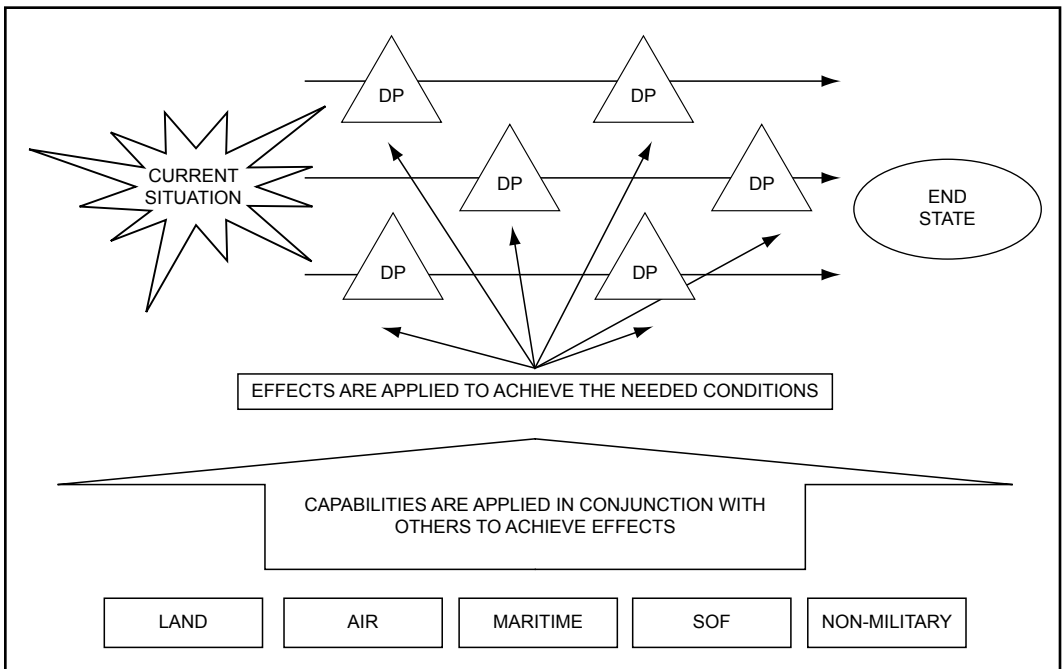 DP
DP
CURRENT
SITUATION
DP
DP
END
STATE
DP
DP
EFFECTS ARE APPLIED TO ACHIEVE THE NEEDED CONDITIONS
CAPABILITIES ARE APPLIED IN CONJUNCTION WITH
OTHERS TO ACHIEVE EFFECTS
LAND
AIR
MARITIME
SOF
NON-MILITARY